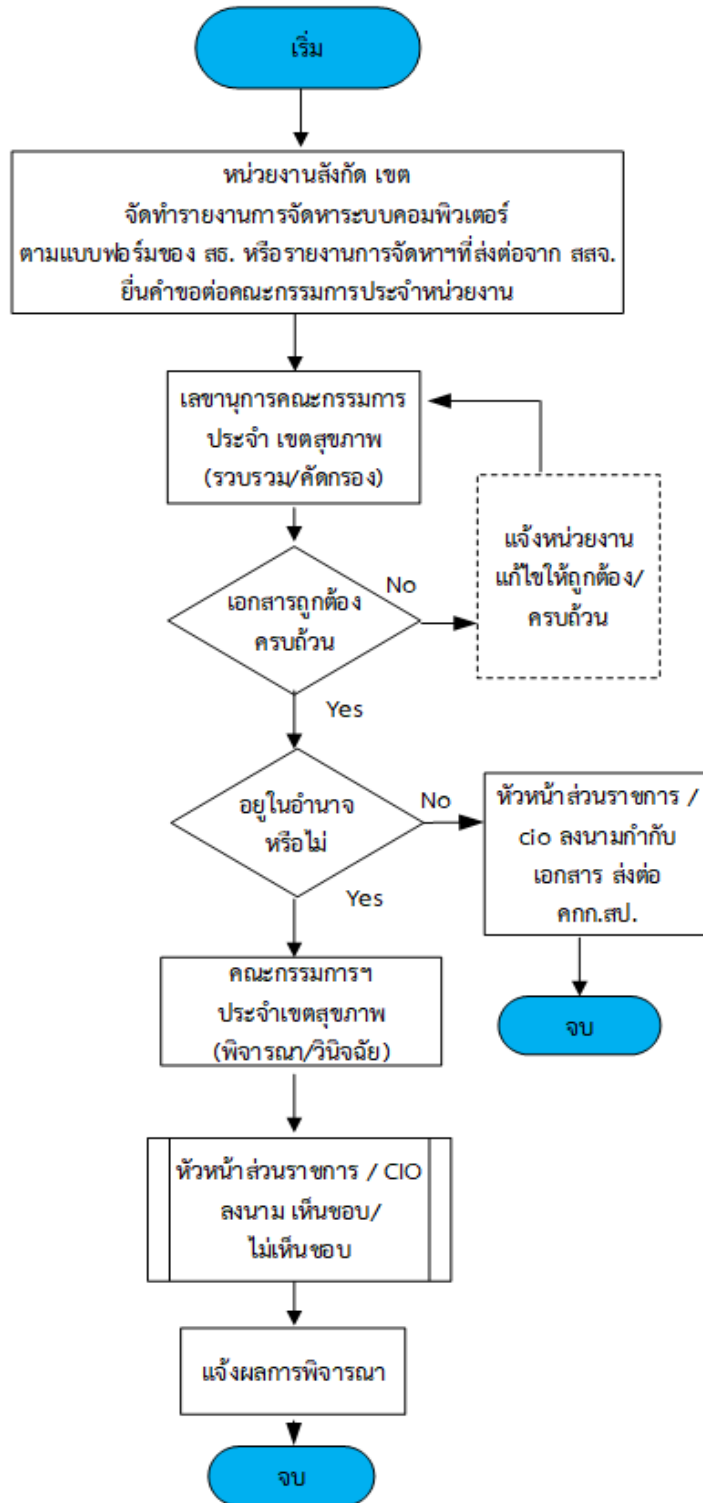 เริ่ม
หน่วยงานสังกัด เขต
จัดทำรายงานการจัดหาระบบคอมพิวเตอร์
ตามแบบฟอร์มของ สธ. หรือรายงานการจัดหาฯที่ส่งต่อจาก สสจ.
ยื่นคำขอต่อคณะกรรมการประจำหน่วยงาน
เลขานุการคณะกรรมการ
ประจำ เขตสุขภาพ
(รวบรวม/คัดกรอง)
แจ้งหน่วยงาน
แก้ไขให้ถูกต้อง/
ครบถ้วน
เอกสารถูกต้อง
ครบถ้วน
No
Yes
อยู่ในอำนาจ
หรือไม่
No
หัวหน้าส่วนราชการ /
cio ลงนามกำกับ
เอกสาร ส่งต่อ
คกก.สป.
จบ
Yes
คณะกรรมการฯ
ประจำเขตสุขภาพ
(พิจารณา/วินิจฉัย)
หัวหน้าส่วนราชการ / CIO
ลงนาม เห็นชอบ/
ไม่เห็นชอบ
แจ้งผลการพิจารณา
จบ